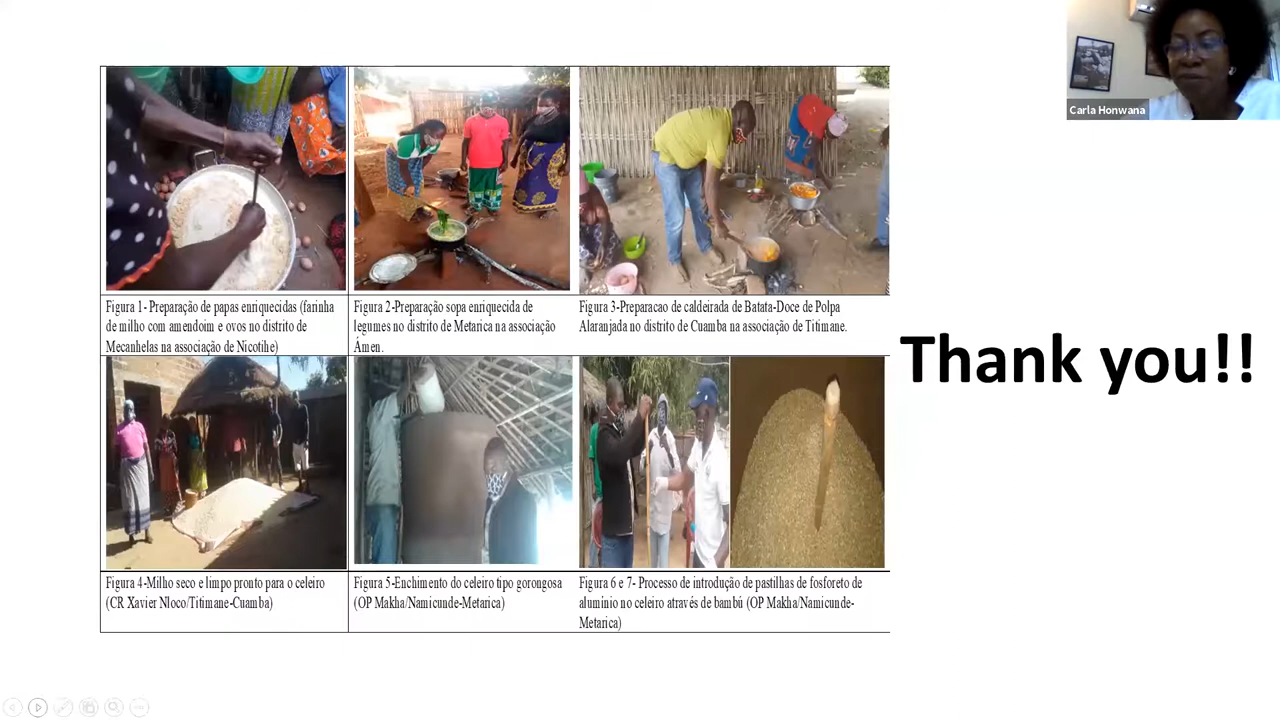 Carla Honwana
Figura 1- Preparação de papas enriquecidas (farinha
de milho com amendoim e ovos no distrito de
Mecanhelas na associação de Nicotihe)
Figura 2-Preparação sopa enriquecida de
legumes no distrito de Metarica na associação
Ámen.
Figura 3-Preparacao de caldeirada de Batata-Doce de Polpa
Alaranjada no distrito de Cuamba na associação de Titimane.
Thank you!!
Figura 4-Milho seco e limpo pronto para o celeiro
(CR Xavier Nloco/Titimane-Cuamba)
Figura 5-Enchimento do celeiro tipo gorongosa
(OP Makha/Namicunde-Metarica)
Figura 6 e 7- Processo de introdução de pastilhas de fosforeto de
alumínio no celeiro através de bambú (OP Makha/Namicunde-
Metarica)